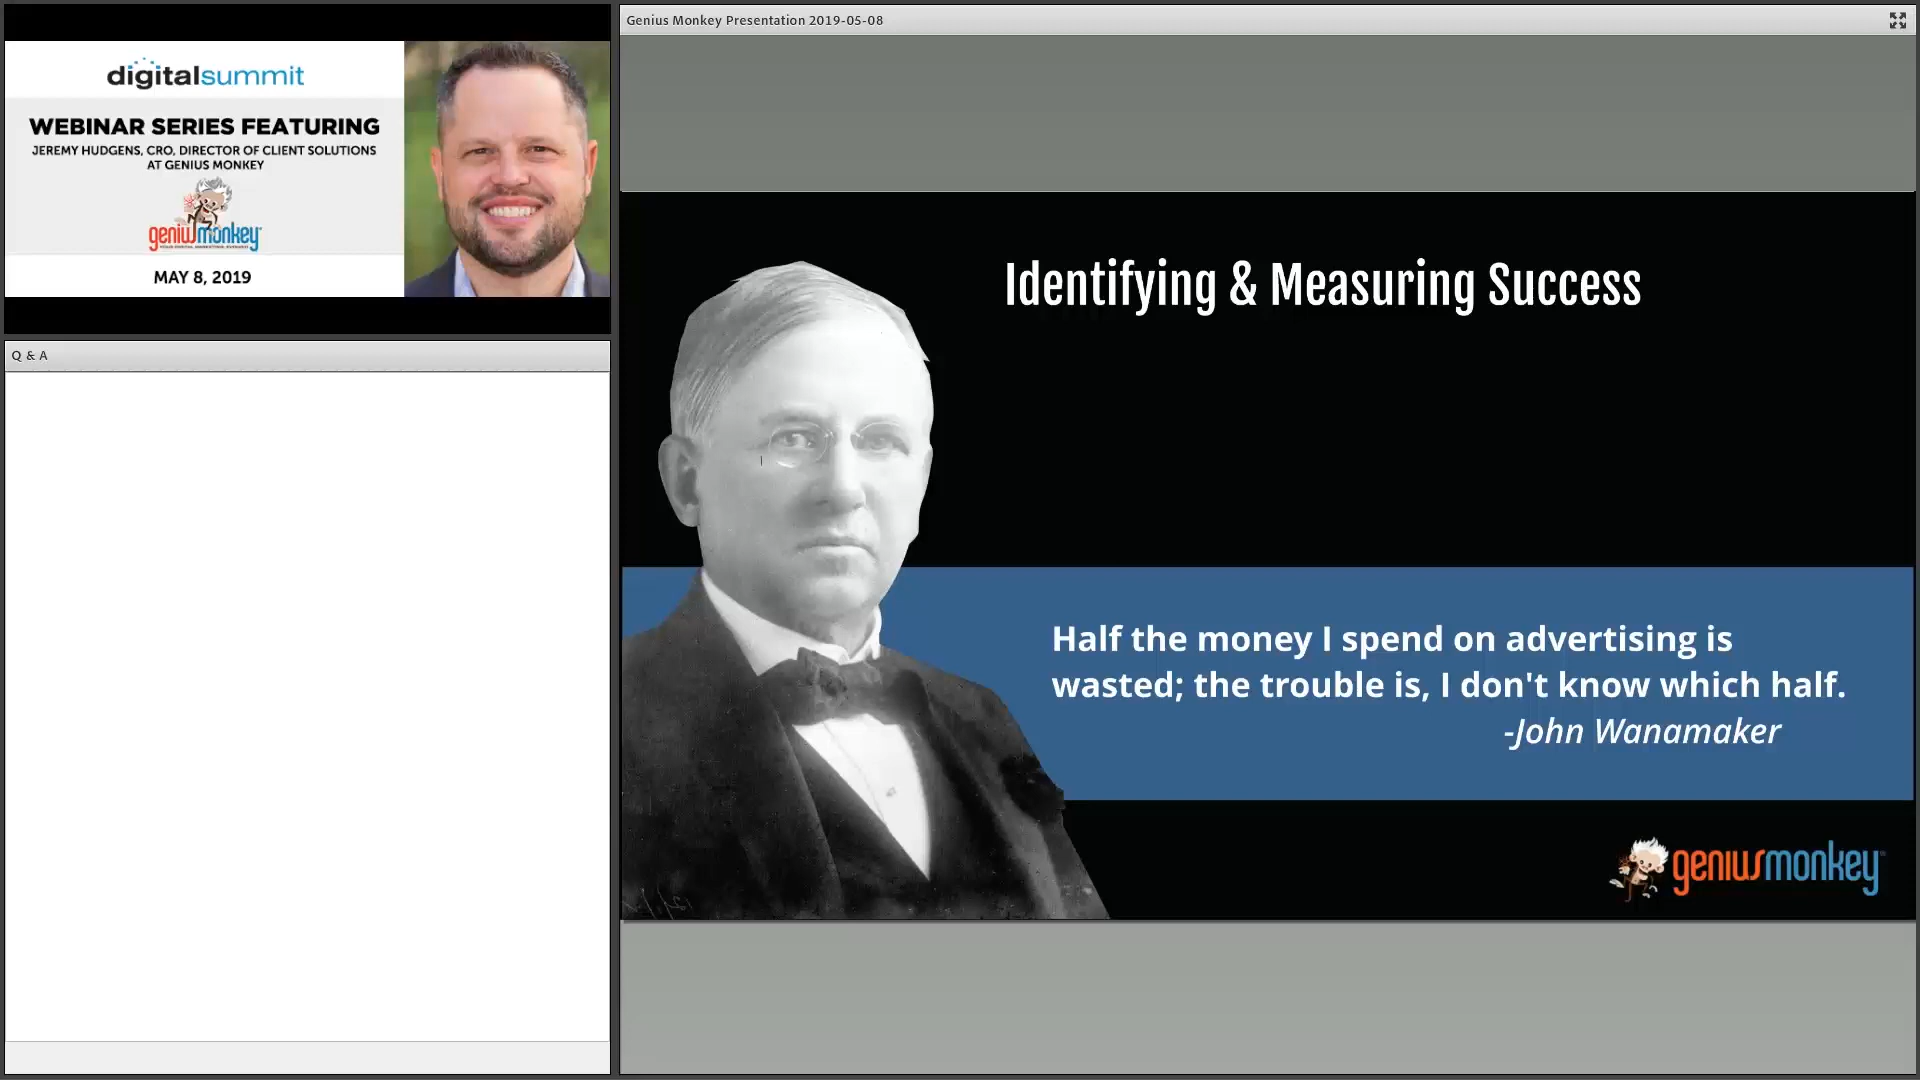 digitalsummit
WEBINAR SERIES FEATURING
JEREMY HUDGENS, CRO, DIRECTOR OF CLIENT SOLUTIONS
AT GENIUS MONKEY
geniusmonkey
MAY 8, 2019
Q & A
Genius Monkey Presentation 2019-05-08
Identifying & Measuring Success
Half the money I spend on advertising is
wasted; the trouble is, I don't know which half.
-John Wanamaker
geniusmonkey